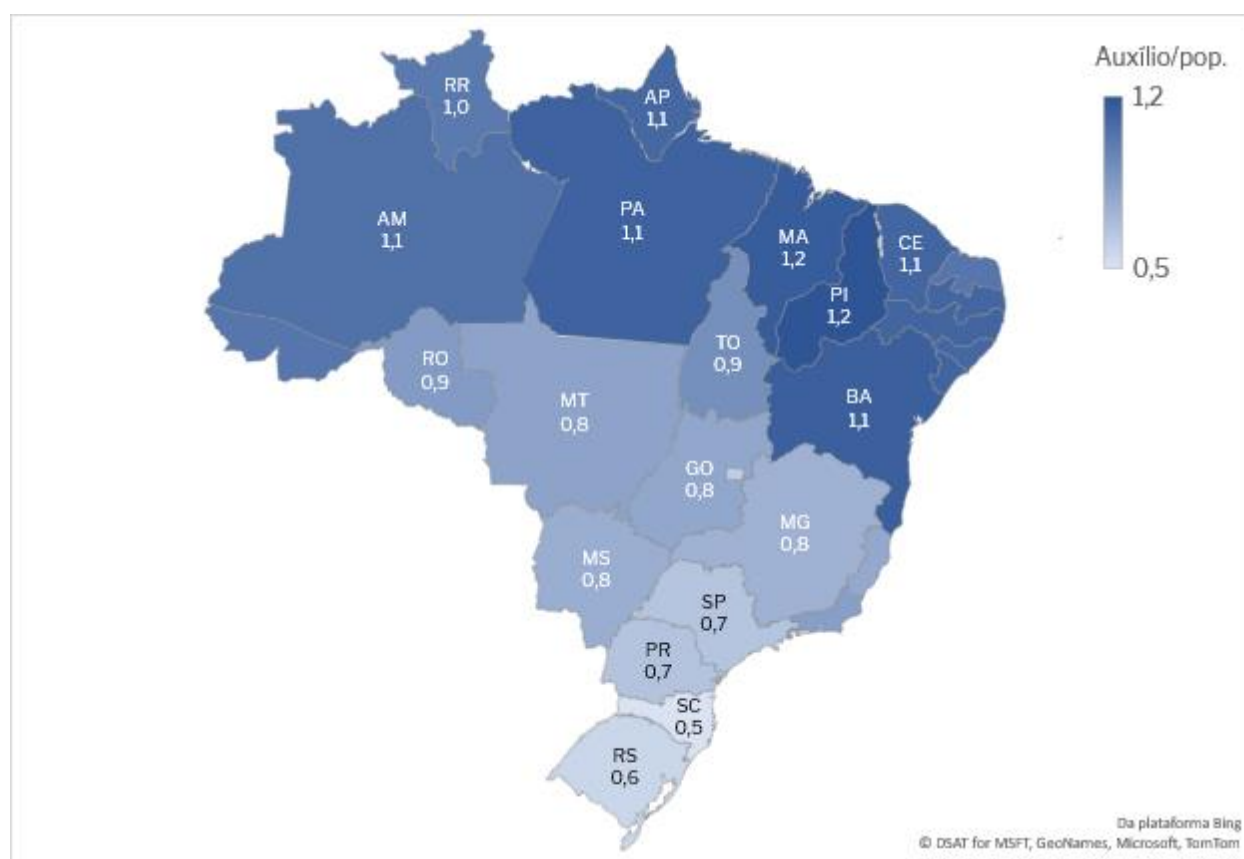 Auxílio/pop.
1,2
0,5
RR
1,0
AP
1,1
AM
1,1
PA
1,1
MA
1,2
CE
1,1
PI
1,2
RO
0,9
TO
0,9
MT
0,8
BA
1,1
GO
0,8
MG
0,8
MS
0,8
SP
0,7
PR
0,7
SC
0,5
RS
0,6
Da plataforma Bing
© DSAT for MSFT, GeoNames, Microsoft, TomTom